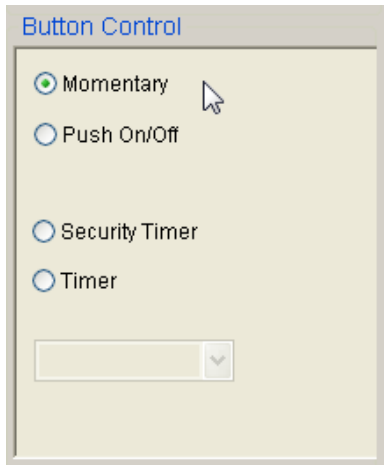 Button Control
Momentary
Push On/Off
Security Timer
Timer